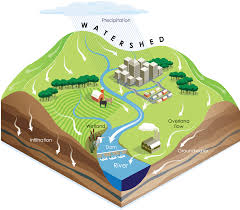 Precipitation
WATERSHED
Wetland
Overland
flow
Infiltration
Dam
River
Groundwater